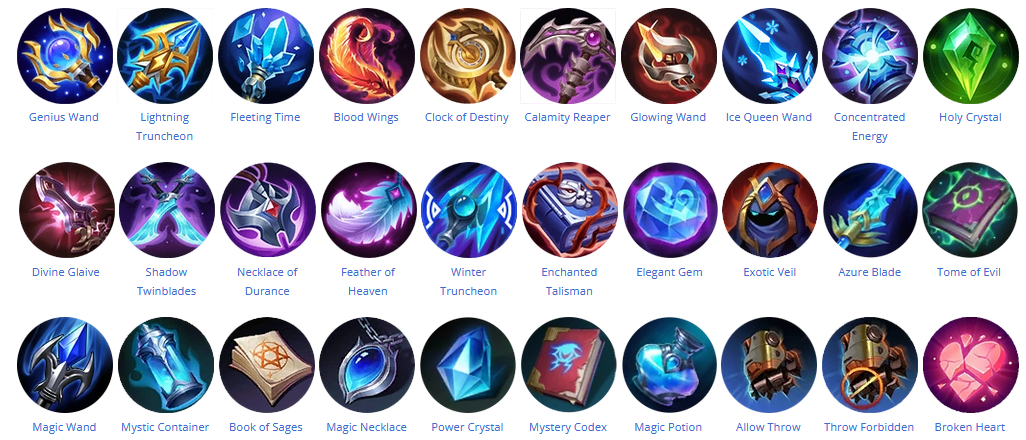 Genius Wand
Lightning
Truncheon
Fleeting Time
Blood Wings
Clock of Destiny
Calamity Reaper
Glowing Wand
Ice Queen Wand
Concentrated
Energy
Holy Crystal
Divine Glaive
Shadow
Twinblades
Necklace of
Durance
Feather of
Heaven
Winter
Truncheon
Enchanted
Talisman
Elegant Gem
Exotic Veil
Azure Blade
Tome of Evil
Magic Wand
Mystic Container
Book of Sages
Magic Necklace
Power Crystal
Mystery Codex
Magic Potion
Allow Throw
Throw Forbidden
Broken Heart